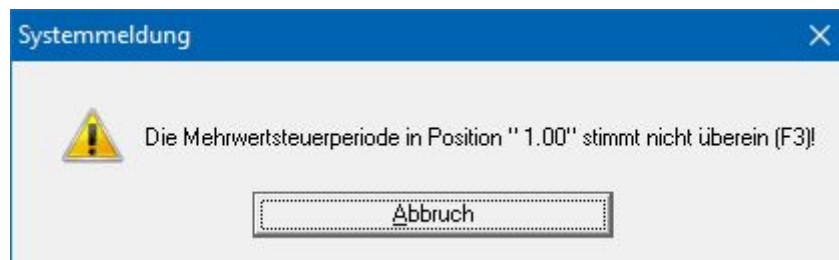 Systemmeldung
Die Mehrwertsteuerperiode in Position " 1.00" stimmt nicht überein (F3)!
Abbruch